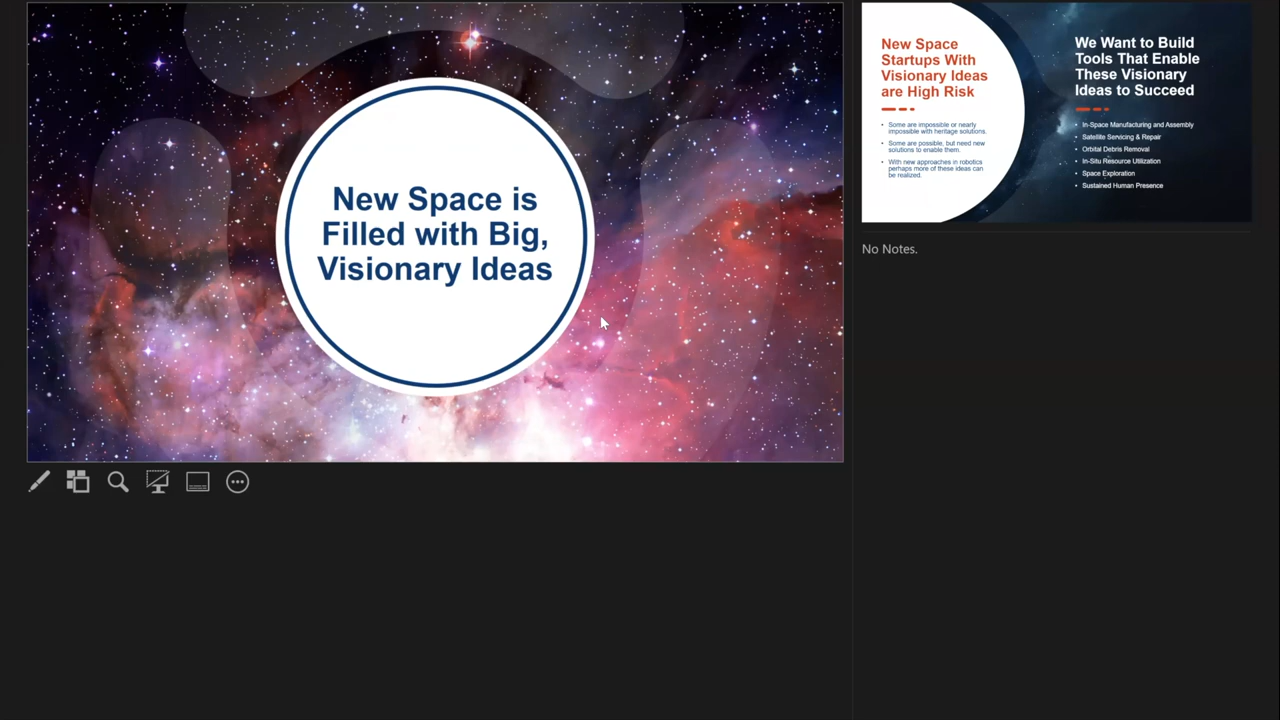 New Space is
Filled with Big,
Visionary Ideas
New Space
Startups With
Visionary Ideas
are High Risk
• Some are impossible or nearly
impossible with heritage solutions.
• Some are possible, but need new
solutions to enable them.
• With new approaches in robotics
perhaps more of these ideas can
be realized.
We Want to Build
Tools That Enable
These Visionary
Ideas to Succeed
• In-Space Manufacturing and Assembly
• Satellite Servicing & Repair
• Orbital Debris Removal
• In-Situ Resource Utilization
• Space Exploration
• Sustained Human Presence
No Notes.